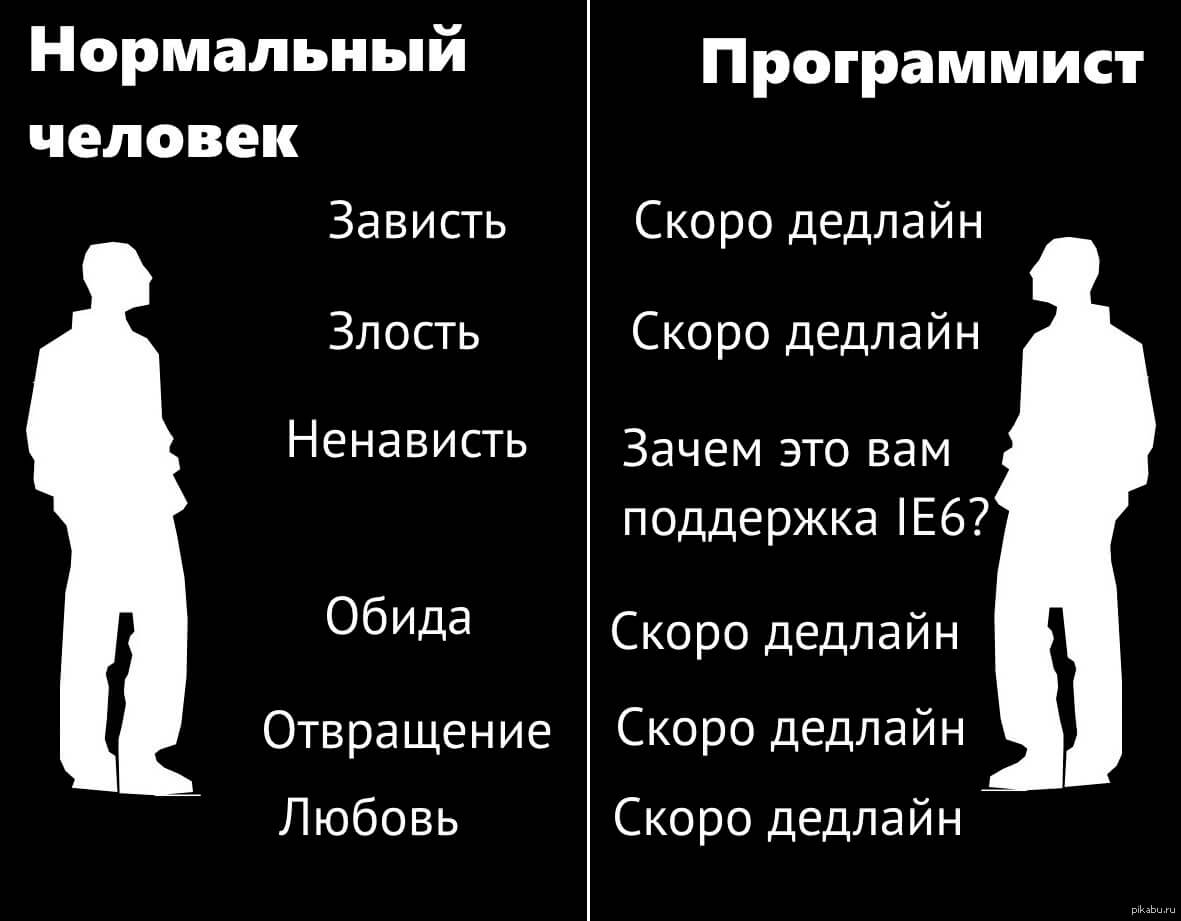 Нормальный
человек
Зависть
Злость
Ненависть
Обида
Отвращение
Любовь
Программист
Скоро дедлайн
Скоро дедлайн
Зачем это вам
поддержка IE6?
Скоро дедлайн
Скоро дедлайн
Скоро дедлайн
pikabu.ru